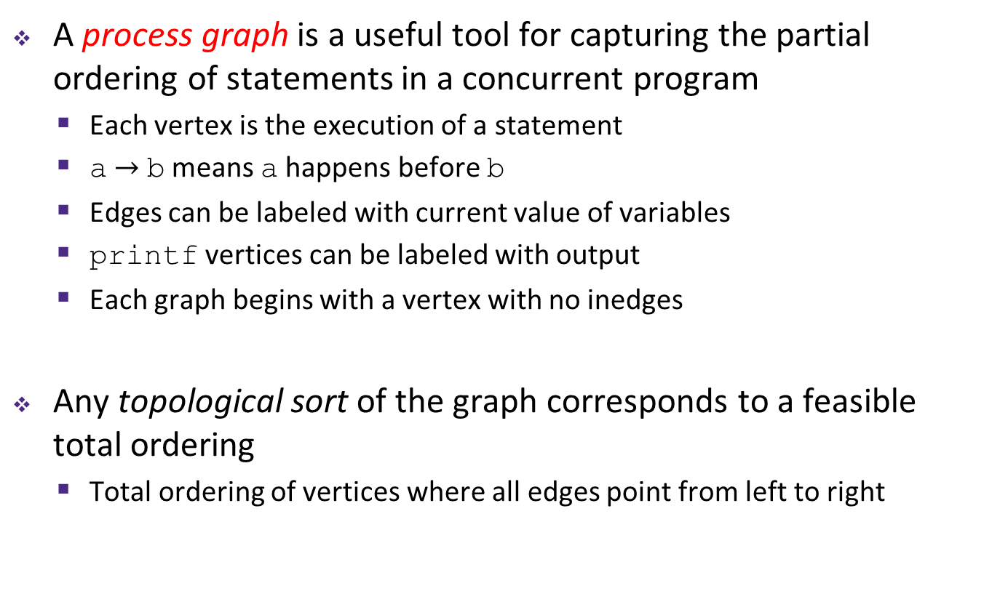 ❖ A process graph is a useful tool for capturing the partial
ordering of statements in a concurrent program
▪ Each vertex is the execution of a statement
▪ a → b means a happens before b
▪ Edges can be labeled with current value of variables
▪ printf vertices can be labeled with output
▪ Each graph begins with a vertex with no inedges
❖ Any topological sort of the graph corresponds to a feasible
total ordering
▪ Total ordering of vertices where all edges point from left to right